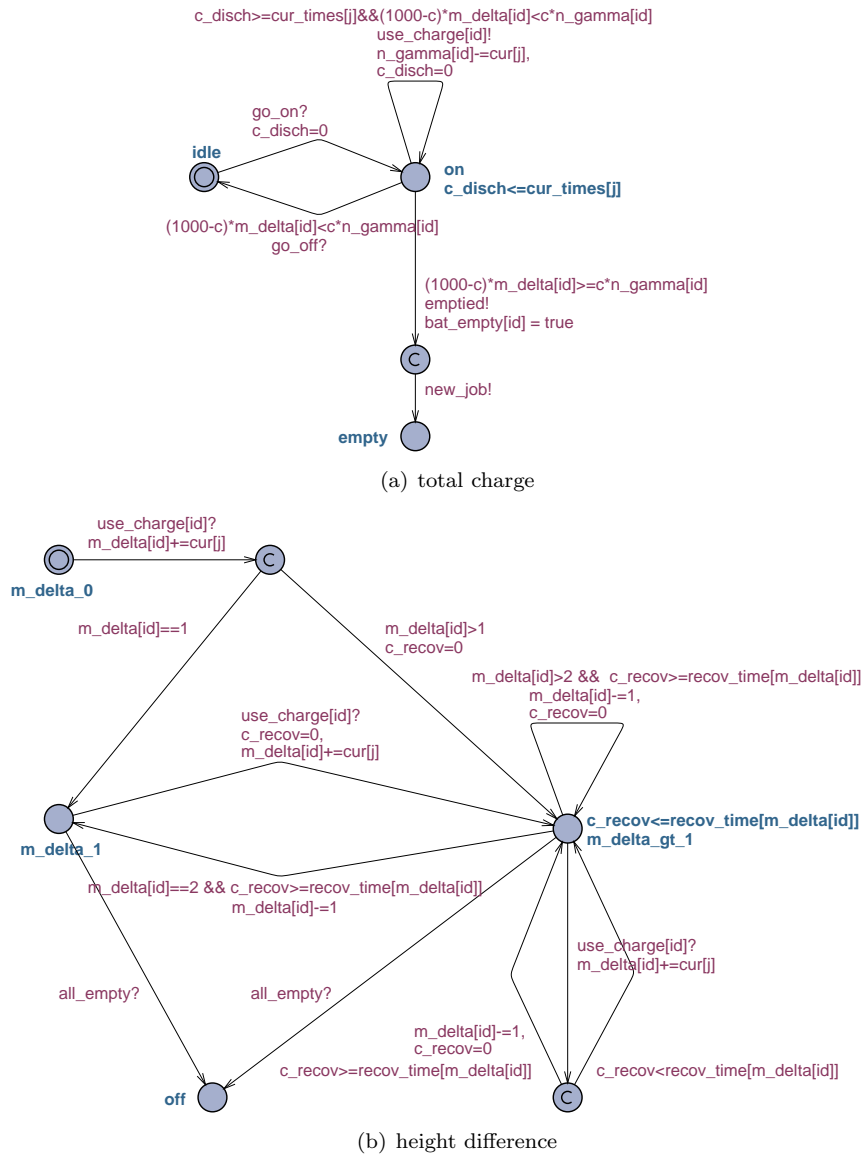 c_disch>=cur_times[j]&&(1000-c)*m_delta[id]<c*n_gamma[id]
use_charge[id]!
n_gamma[id]-=cur[j],
c_disch=0
go_on?
c_disch=0
idle
on
c_disch<=cur_times[j]
(1000-c)*m_delta[id]<c*n_gamma[id]
go_off?
(1000-c)*m_delta[id]>=c*n_gamma[id]
emptied!
bat_empty[id] = true
C
new_job!
empty
(a) total charge
use_charge[id]?
m_delta[id]+=cur[j]
C
m_delta_0
m_delta[id]==1
m_delta[id]>1
c_recov=0
m_delta[id]>2 && c_recov>=recov_time[m_delta[id]]
m_delta[id]-=1,
c_recov=0
use_charge[id]?
c_recov=0,
m_delta[id]+=cur[j]
c_recov<=recov_time[m_delta[id]]
m_delta_gt_1
m_delta_1
m_delta[id]==2 && c_recov>=recov_time[m_delta[id]]
m_delta[id]-=1
use_charge[id]?
m_delta[id]+=cur[j]
all_empty?
all_empty?
m_delta[id]-=1,
c_recov=0
c_recov>=recov_time[m_delta[id]]
c_recov<recov_time[m_delta[id]]
off
C
(b) height difference